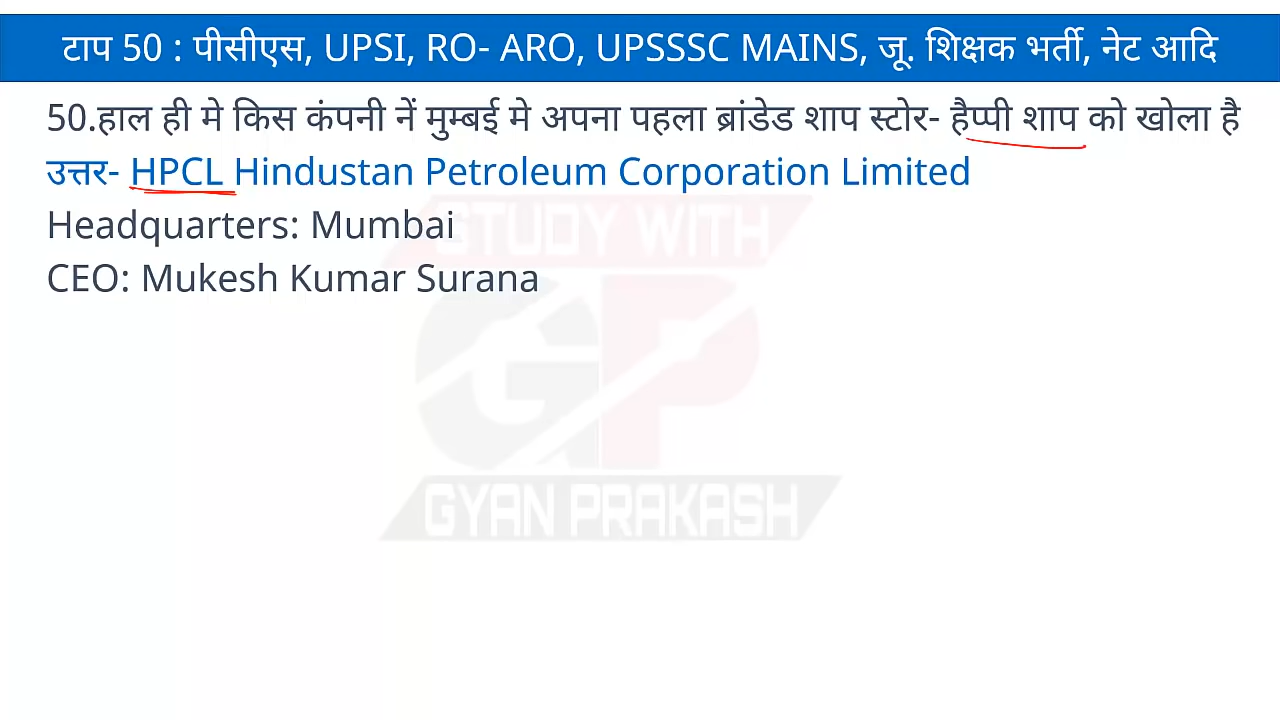 टाप 50 : पीसीएस, UPSI, RO- ARO, UPSSSC MAINS, जू. शिक्षक भर्ती, नेट आदि
50.हाल ही मे किस कंपनी नें मुम्बई मे अपना पहला ब्रांडेड शाप स्टोर- हैप्पी शाप को खोला है
उत्तर- HPCL Hindustan Petroleum Corporation Limited
Headquarters: Mumbai
CEO: Mukesh Kumar Surana
STUDY WITH
GP
GYAN PRAKASH